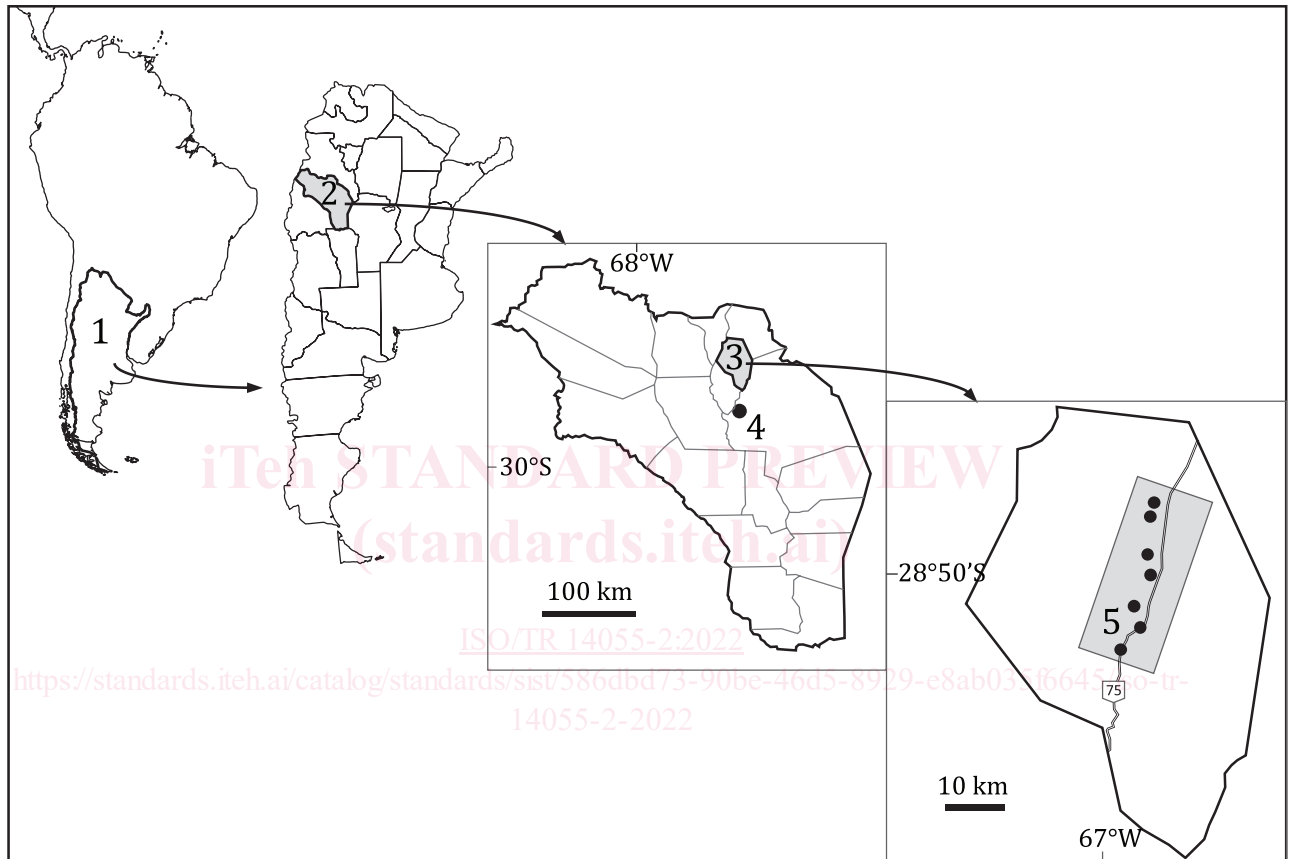 1
2
68°W
3
4
30°S
100 km
28°50'S
5
75
10 km
67°W
iTeh STANDARD PREVIEW
(standards.iteh.ai)
ISO/TR 14055-2:2022
https://standards.iteh.ai/catalog/standards/sist/586dbd73-90be-46d5-8929-e8ab035f6645/iso-tr-
14055-2-2022